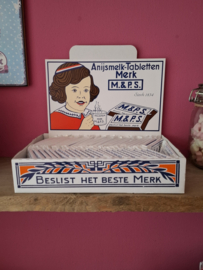 Anijsmelk-Tabletten
Merk
M.&P.S.
M.&P.S.
M.&P.S.
BESLIST HET BESTE MERK